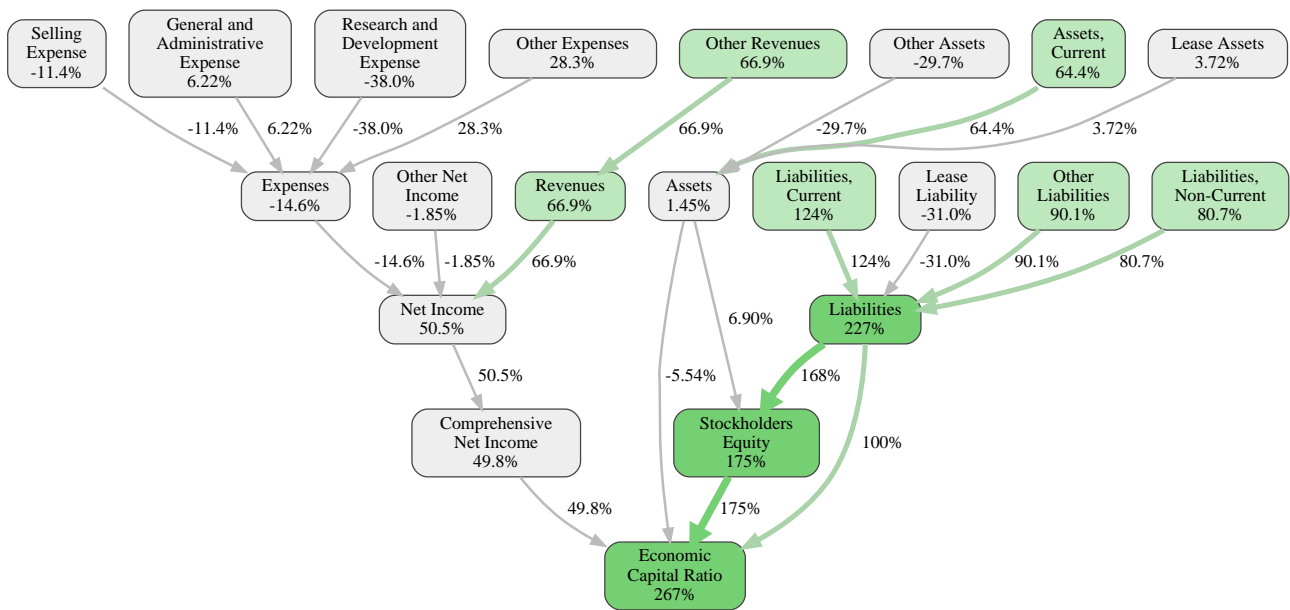 Selling
Expense
-11.4%
General and
Administrative
Expense
6.22%
Research and
Development
Expense
-38.0%
Other Expenses
28.3%
Other Revenues
66.9%
Other Assets
-29.7%
Assets,
Current
64.4%
Lease Assets
3.72%
-11.4%
6.22%
-38.0%
28.3%
66.9%
-29.7%
64.4%
3.72%
Expenses
-14.6%
Other Net
Income
-1.85%
Revenues
66.9%
Assets
1.45%
Liabilities,
Current
124%
Lease
Liability
-31.0%
Other
Liabilities
90.1%
Liabilities,
Non-Current
80.7%
-14.6%
-1.85%
66.9%
124%
-31.0%
90.1%
80.7%
Net Income
50.5%
6.90%
Liabilities
227%
50.5%
-5.54%
168%
Comprehensive
Net Income
49.8%
Stockholders
Equity
175%
100%
49.8%
175%
Economic
Capital Ratio
267%